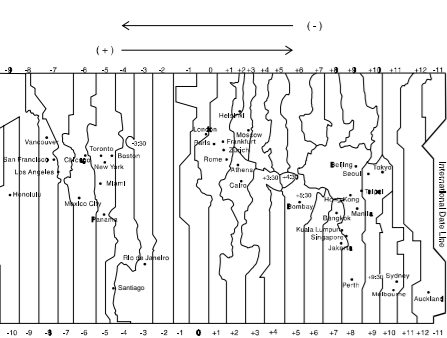 ( - )
( + )
-9 -8 -7 -6 -5 -4 -3 -2 -1 0 +1 +2 +3 +4 +5 +6 +7 +8 +9 +10 +11 +12 -11
Helsinki
London Moscow
Vancouver -3:30 Paris Frankfurt
Toronto Zurich
San Francisco Chicago Boston Rome Beijing Tokyo
Los Angeles New York Athens Seoul
Miami Cairo +3:30 +4:30
Honolulu +5:30 Taipei
Mexico City Bombay Hong Kong
Panama Bangkok Manila
Kuala Lumpur
Singapore
Jakarta
Rio de Janeiro
Santiago Perth +9:30 Sydney
Melbourne Auckland
International Date Line
-10 -9 -8 -7 -6 -5 -4 -3 -2 -1 0 +1 +2 +3 +4 +5 +6 +7 +8 +9 +10 +11 +12 -11